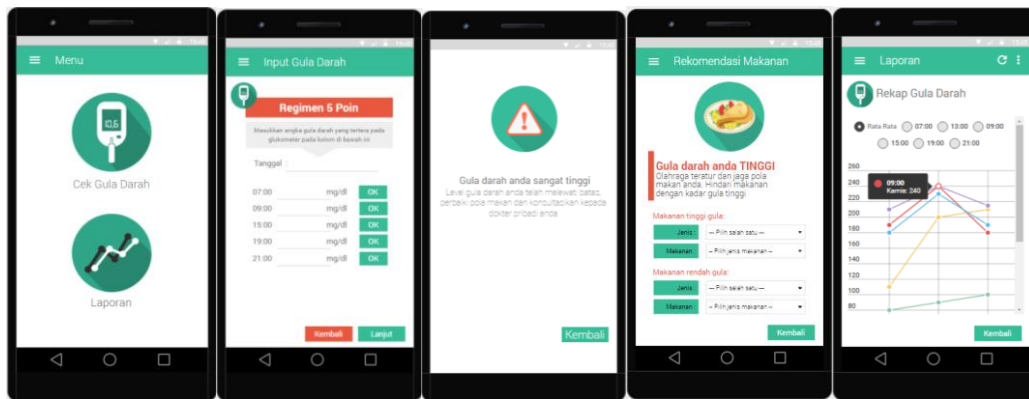 Menu
10,6
Cek Gula Darah
Laporan
Input Gula Darah
Regimen 5 Poin
Masukkan angka gula darah yang tertera pada
glukometer pada kolom di bawah ini
Tanggal :
07:00 mg/dl OK
09:00 mg/dl OK
15:00 mg/dl OK
19:00 mg/dl OK
21:00 mg/dl OK
Kembali Lanjut
Gula darah anda sangat tinggi
Level gula darah anda telah melewati batas,
perbaiki pola makan dan konsultasikan kepada
dokter pribadi anda
Kembali
Rekomendasi Makanan
Gula darah anda TINGGI
Olahraga teratur dan jaga pola
makan anda. Hindari makanan
dengan kadar gula tinggi
Makanan tinggi gula:
Jenis : --- Pilih salah satu ---
Makanan : -- Pilih jenis makanan --
Makanan rendah gula:
Jenis : --- Pilih salah satu ---
Makanan : -- Pilih jenis makanan --
Kembali
Laporan
Rekap Gula Darah
Rata Rata 07:00 13:00 09:00
15:00 19:00 21:00
260
240
220
200
180
160
140
120
100
80
09:00
Kamis: 240
Kembali